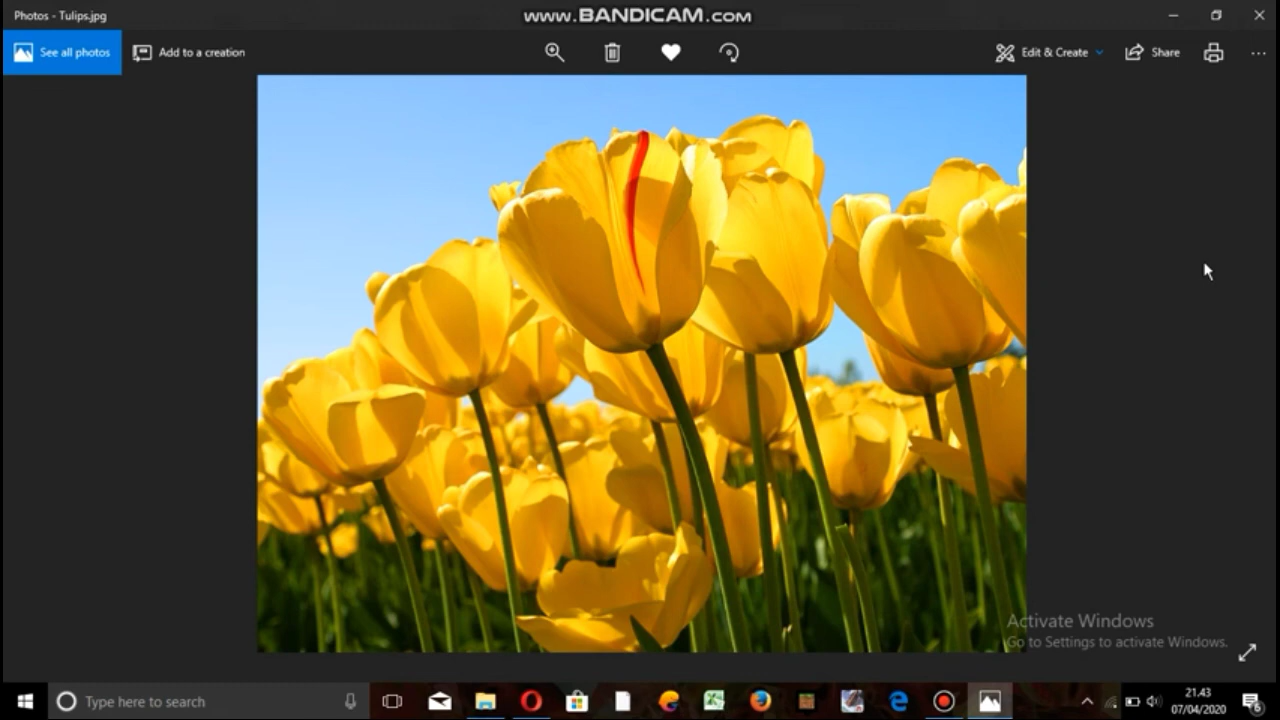 Photos - Tulips.jpg
www.BANDICAM.com
See all photos
Add to a creation
Edit & Create
Share
Activate Windows
Go to Settings to activate Windows.
Type here to search
21.43
07/04/2020
6